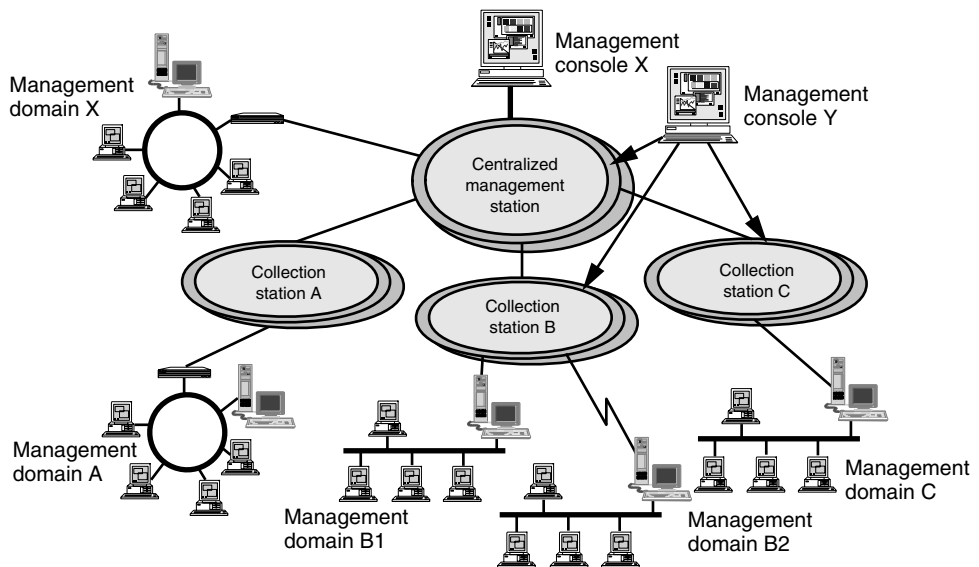 Management
console X
Management
domain X
Management
console Y
Centralized
management
station
Collection
station A
Collection
station B
Collection
station C
Management
domain A
Management
domain B1
Management
domain B2
Management
domain C